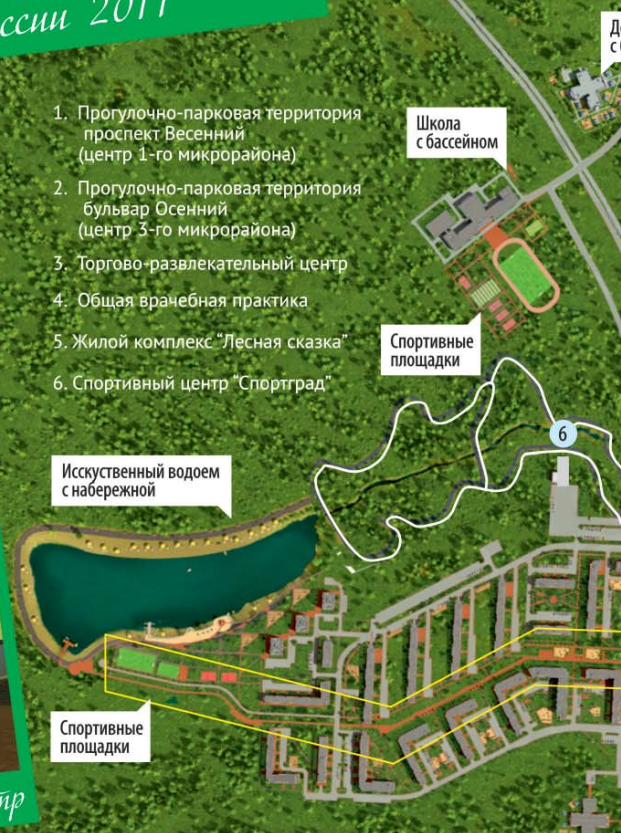 ссии 2011
1. Прогулочно-парковая территория
проспект Весенний
(центр 1-го микрорайона)
2. Прогулочно-парковая территория
бульвар Осенний
(центр 3-го микрорайона)
3. Торгово-развлекательный центр
4. Общая врачебная практика
5. Жилой комплекс "Лесная сказка"
6. Спортивный центр "Спортград"
Школа
с бассейном
Спортивные
площадки
6
Исскуственный водоем
с набережной
Спортивные
площадки